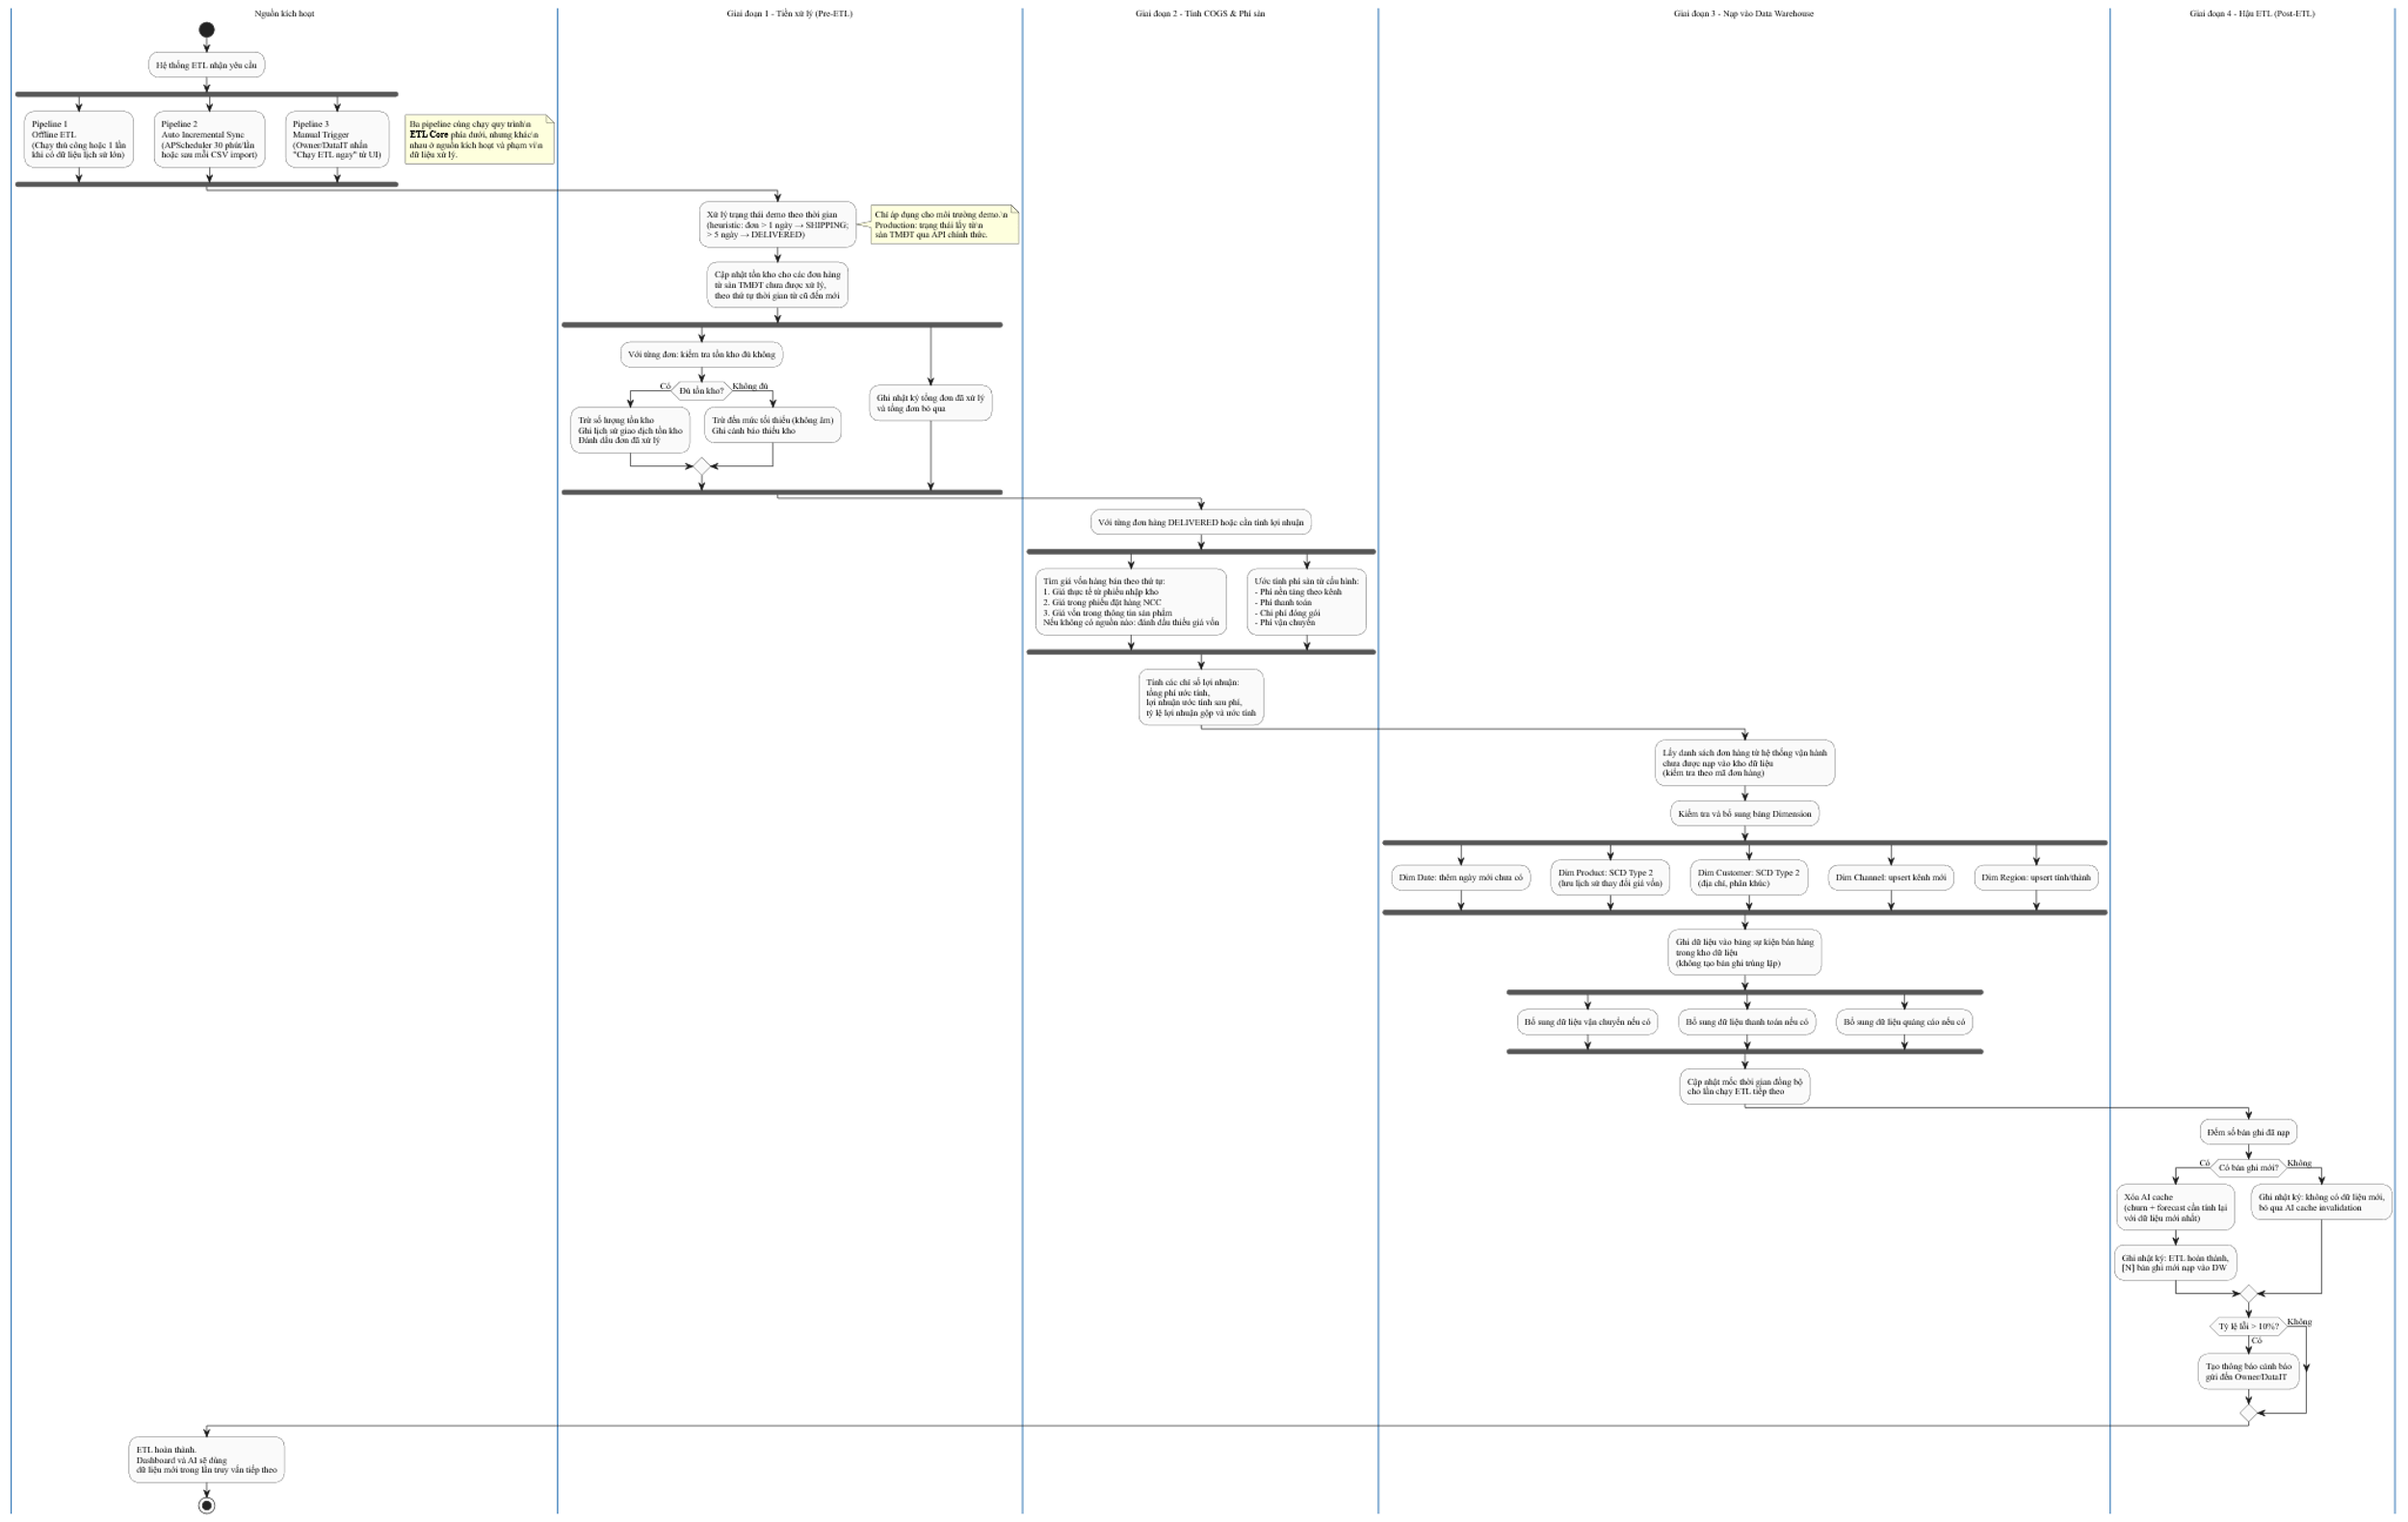 Nguồn kích hoạt
Giai đoạn 1 - Tiền xử lý (Pre-ETL)
Giai đoạn 2 - Tính COGS & Phí sàn
Giai đoạn 3 - Nạp vào Data Warehouse
Giai đoạn 4 - Hậu ETL (Post-ETL)
Hệ thống ETL nhận yêu cầu
Pipeline 1
Offline ETL
(Chạy thủ công hoặc 1 lần
khi có dữ liệu lịch sử lớn)
Pipeline 2
Auto Incremental Sync
(APScheduler 30 phút/lần
hoặc sau mỗi CSV import)
Pipeline 3
Manual Trigger
(Owner/DataIT nhấn
"Chạy ETL ngay" từ UI)
Ba pipeline cùng chạy quy trình\n
ETL Core phía dưới, nhưng khác\n
nhau ở nguồn kích hoạt và phạm vi\n
dữ liệu xử lý.
Xử lý trạng thái demo theo thời gian
(heuristic: đơn > 1 ngày → SHIPPING;
> 5 ngày → DELIVERED)
Chỉ áp dụng cho môi trường demo.\n
Production: trạng thái lấy từ\n
sàn TMĐT qua API chính thức.
Cập nhật tồn kho cho các đơn hàng
từ sàn TMĐT chưa được xử lý,
theo thứ tự thời gian từ cũ đến mới
Với từng đơn: kiểm tra tồn kho đủ không
Có
Đủ tồn kho?
Không đủ
Trừ số lượng tồn kho
Ghi lịch sử giao dịch tồn kho
Đánh dấu đơn đã xử lý
Trừ đến mức tối thiểu (không âm)
Ghi cảnh báo thiếu kho
Ghi nhật ký tổng đơn đã xử lý
và tổng đơn bỏ qua
Với từng đơn hàng DELIVERED hoặc cần tính lợi nhuận
Tìm giá vốn hàng bán theo thứ tự:
1. Giá thực tế từ phiếu nhập kho
2. Giá trong phiếu đặt hàng NCC
3. Giá vốn trong thông tin sản phẩm
Nếu không có nguồn nào: đánh dấu thiếu giá vốn
Ước tính phí sàn từ cấu hình:
- Phí nền tảng theo kênh
- Phí thanh toán
- Chi phí đóng gói
- Phí vận chuyển
Tính các chỉ số lợi nhuận:
tổng phí ước tính,
lợi nhuận ước tính sau phí,
tỷ lệ lợi nhuận gộp và ước tính
Lấy danh sách đơn hàng từ hệ thống vận hành
chưa được nạp vào kho dữ liệu
(kiểm tra theo mã đơn hàng)
Kiểm tra và bổ sung bảng Dimension
Dim Date: thêm ngày mới chưa có
Dim Product: SCD Type 2
(lưu lịch sử thay đổi giá vốn)
Dim Customer: SCD Type 2
(địa chỉ, phân khúc)
Dim Channel: upsert kênh mới
Dim Region: upsert tỉnh/thành
Ghi dữ liệu vào bảng sự kiện bán hàng
trong kho dữ liệu
(không tạo bản ghi trùng lặp)
Bổ sung dữ liệu vận chuyển nếu có
Bổ sung dữ liệu thanh toán nếu có
Bổ sung dữ liệu quảng cáo nếu có
Cập nhật mốc thời gian đồng bộ
cho lần chạy ETL tiếp theo
Đếm số bản ghi đã nạp
Có
Có bản ghi mới?
Không
Xóa AI cache
(churn + forecast cần tính lại
với dữ liệu mới nhất)
Ghi nhật ký: không có dữ liệu mới,
bỏ qua AI cache invalidation
Ghi nhật ký: ETL hoàn thành,
[N] bản ghi mới nạp vào DW
Tỷ lệ lỗi > 10%?
Không
Có
Tạo thông báo cảnh báo
gửi đến Owner/DataIT
ETL hoàn thành.
Dashboard và AI sẽ dùng
dữ liệu mới trong lần truy vấn tiếp theo